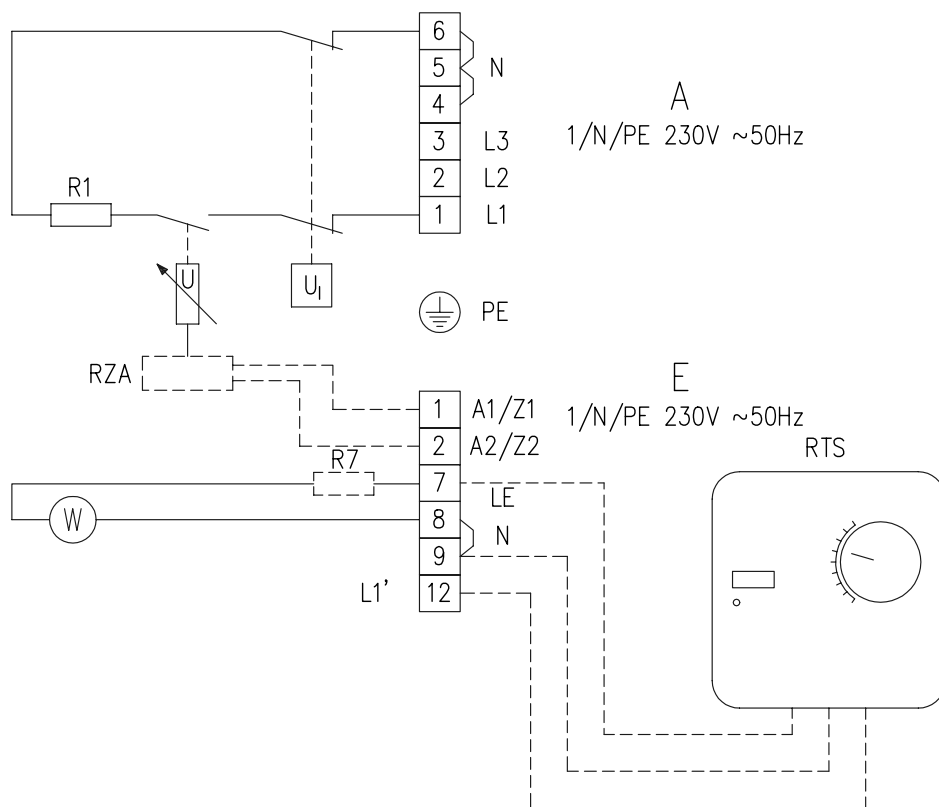 6
5 N
4
A
3 L3
1/N/PE 230V ~50Hz
2 L2
R1
1 L1
U
U|
PE
RZA
E
1 A1/Z1
1/N/PE 230V ~50Hz
2 A2/Z2
RTS
R7
7 LE
W
8 N
9
L1' 12